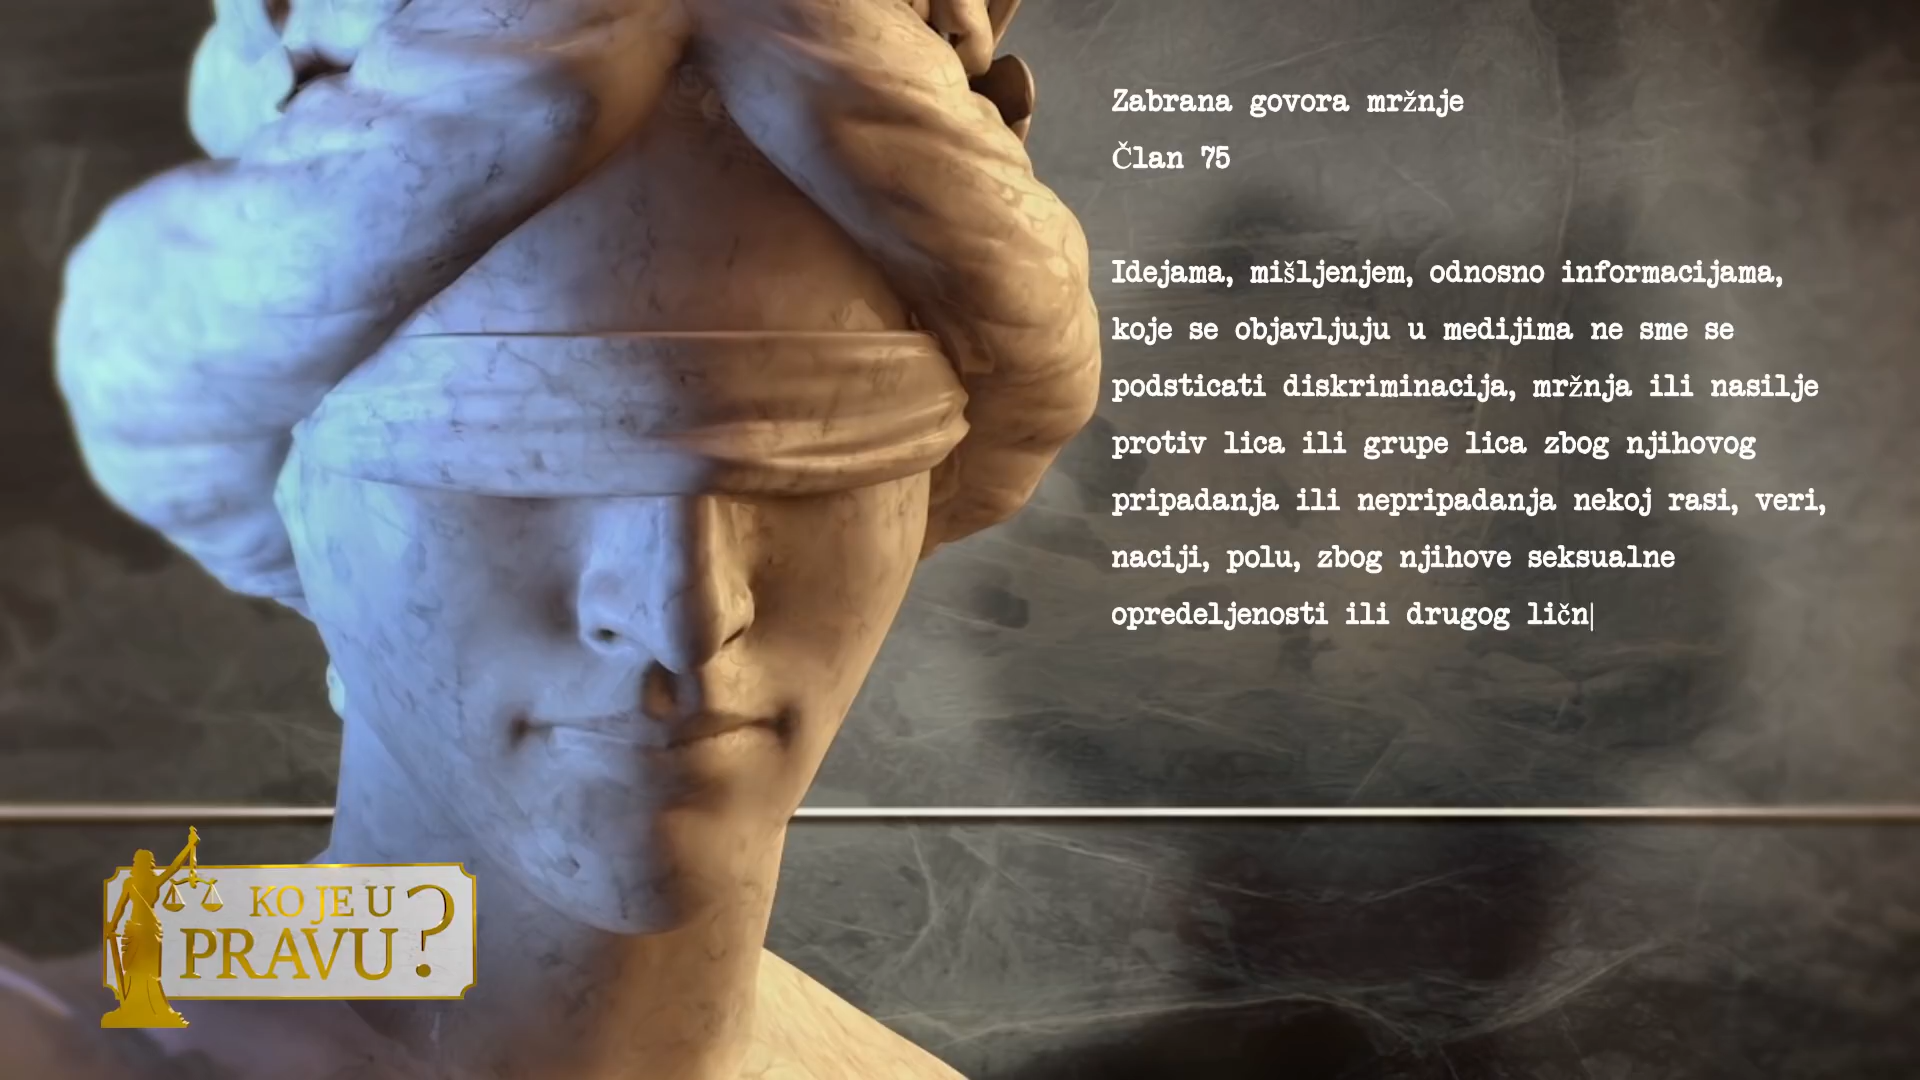 Zabrana govora mržnje
Član 75
Idejama, mišljenjem, odnosno informacijama,
koje se objavljuju u medijima ne sme se
podsticati diskriminacija, mržnja ili nasilje
protiv lica ili grupe lica zbog njihovog
pripadanja ili nepripadanja nekoj rasi, veri,
naciji, polu, zbog njihove seksualne
opredeljenosti ili drugog ličn
KO JE U
PRAVU?